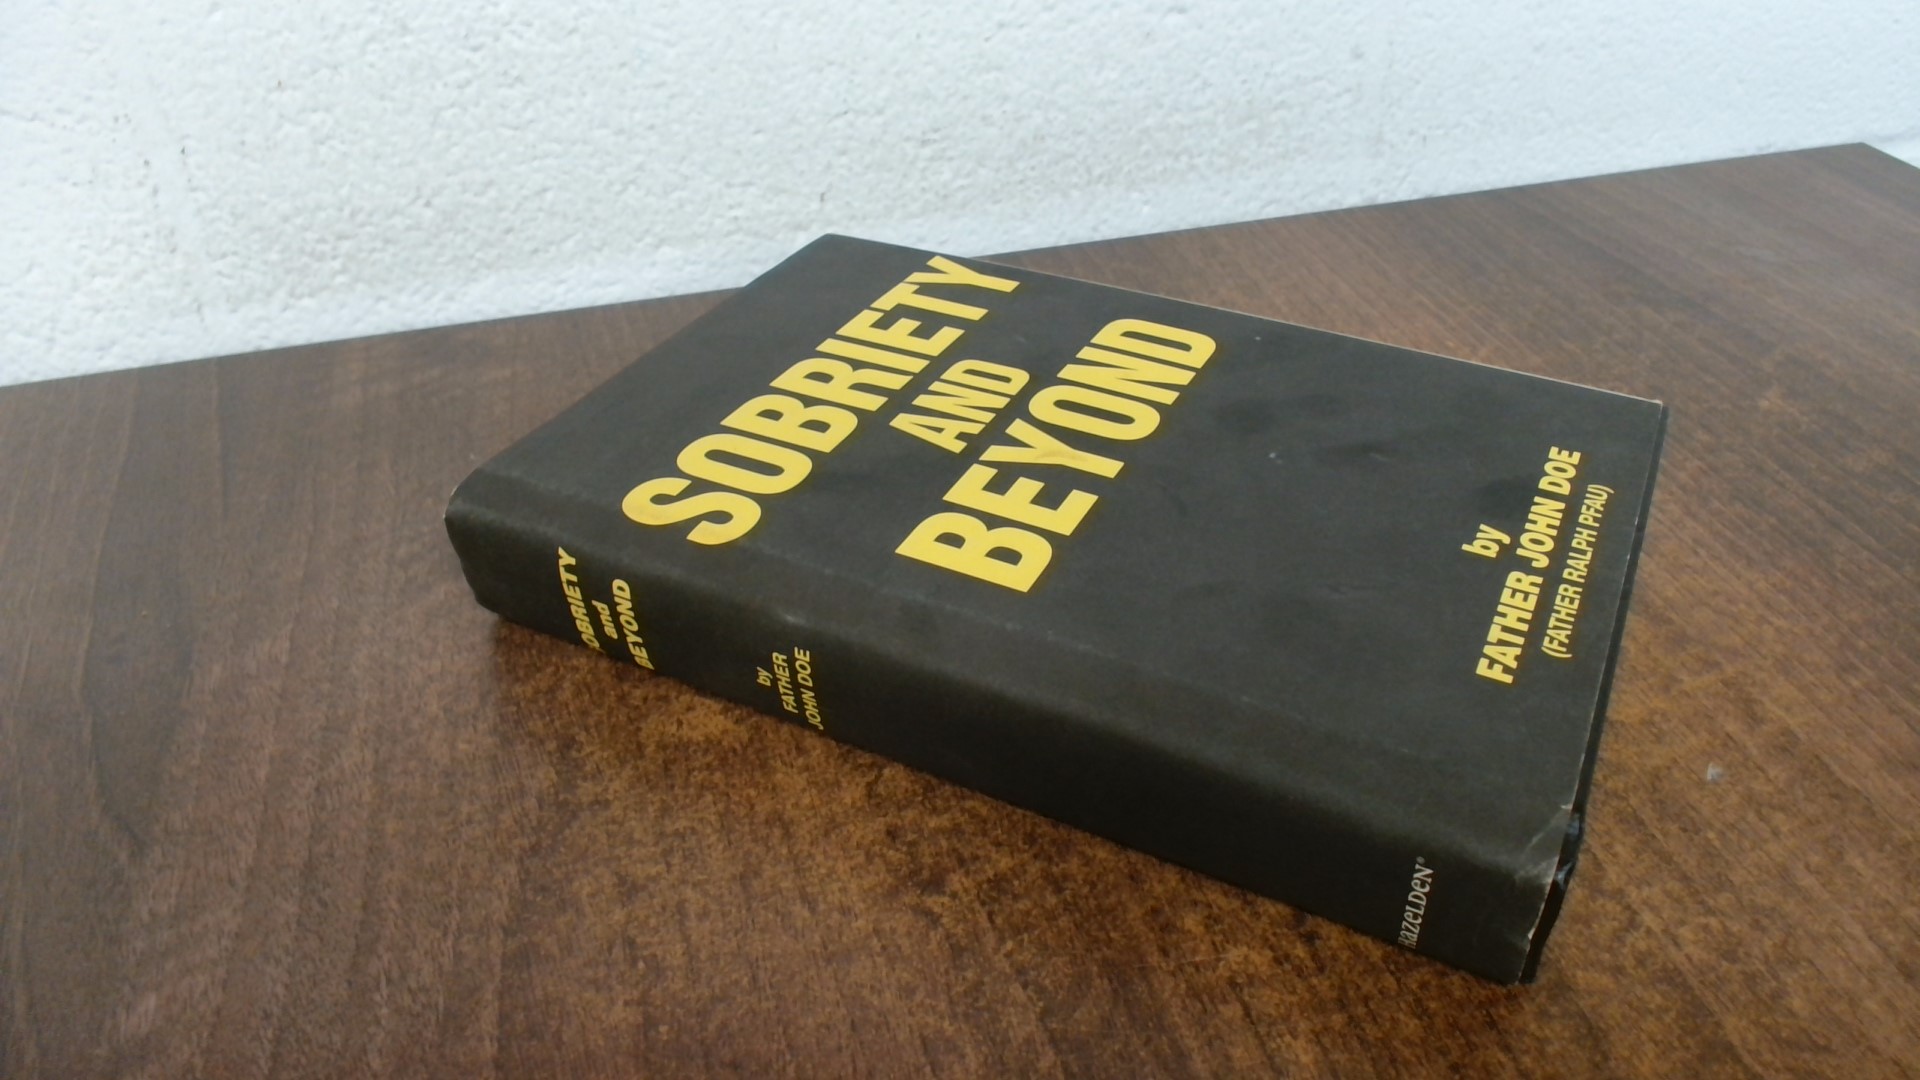 SOBRIETY
AND
BEYOND
by
FATHER JOHN DOE
(FATHER RALPH PFAU)
SOBRIETY
and
BEYOND
by
FATHER
JOHN DOE
HAZELDEN®